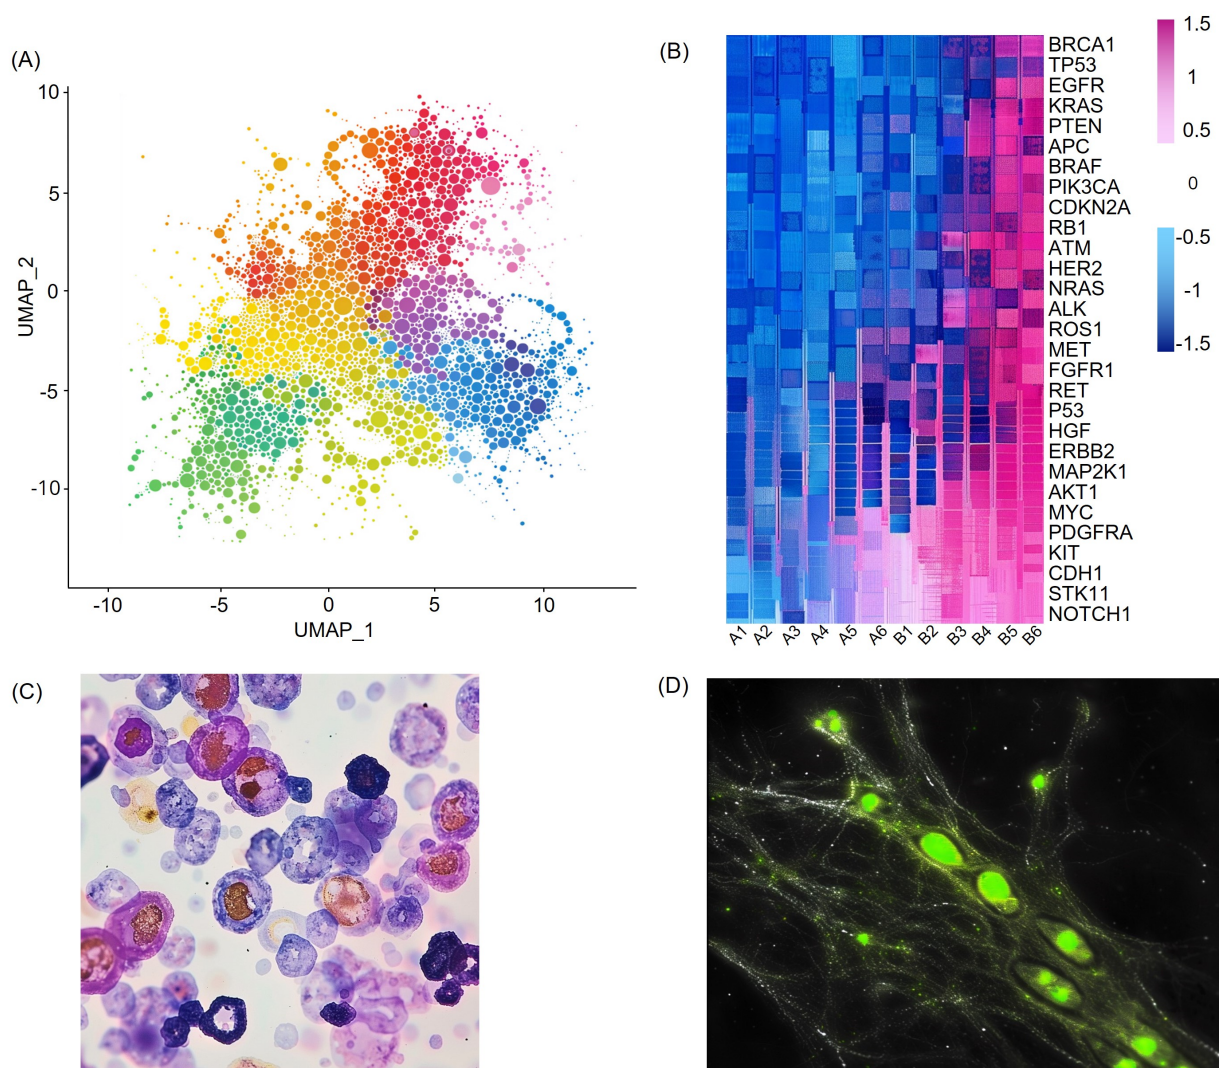 (A)
10
5
0
-5
-10
UMAP_2
-10
-5
0
5
10
UMAP_1
(B)
BRCA1
TP53
EGFR
KRAS
PTEN
APC
BRAF
PIK3CA
CDKN2A
RB1
ATM
HER2
NRAS
ALK
ROS1
MET
FGFR1
RET
P53
HGF
ERBB2
MAP2K1
AKT1
MYC
PDGFRA
KIT
CDH1
STK11
NOTCH1
A1 A2 A3 A4 A5 A6 B1 B2 B3 B4 B5 B6
1.5
1
0.5
0
-0.5
-1
-1.5
(C)
(D)